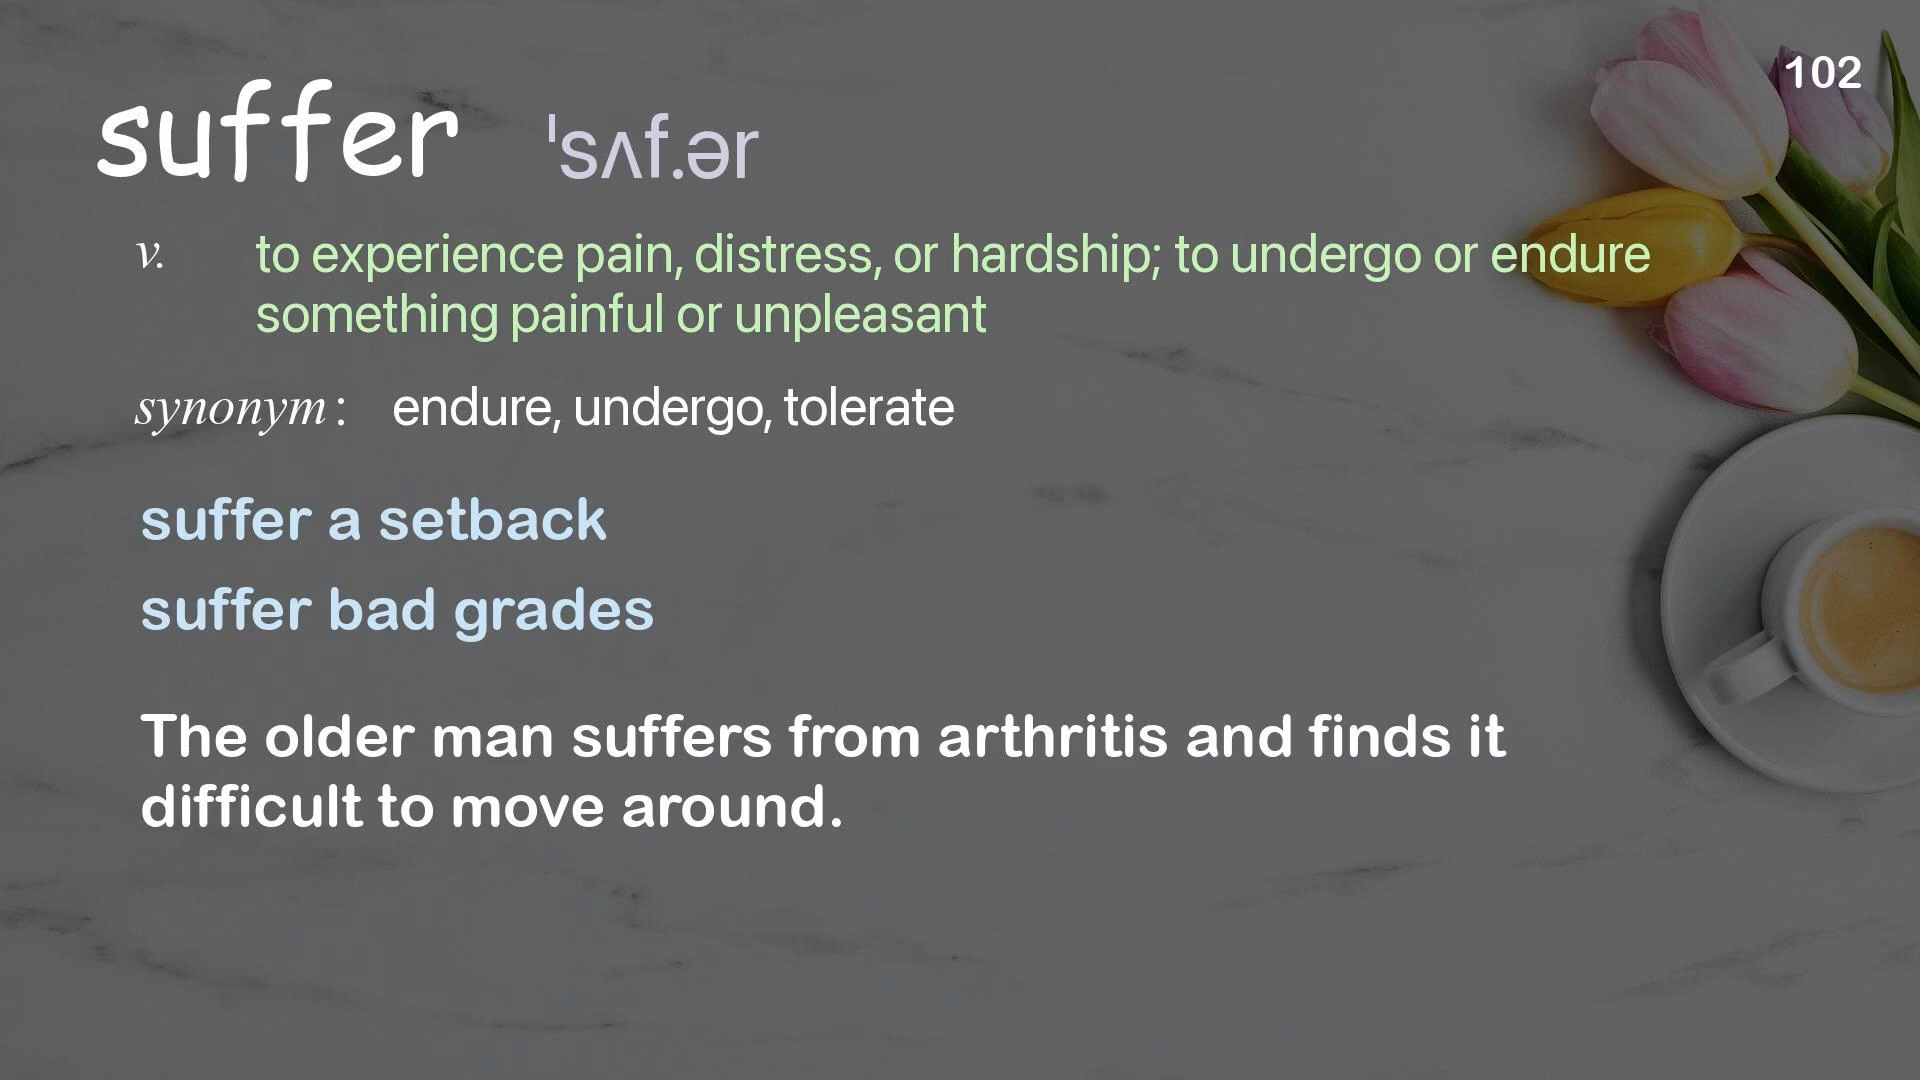 102
suffer ˈsʌf.ər
v. to experience pain, distress, or hardship; to undergo or endure
something painful or unpleasant
synonym: endure, undergo, tolerate
suffer a setback
suffer bad grades
The older man suffers from arthritis and finds it
difficult to move around.